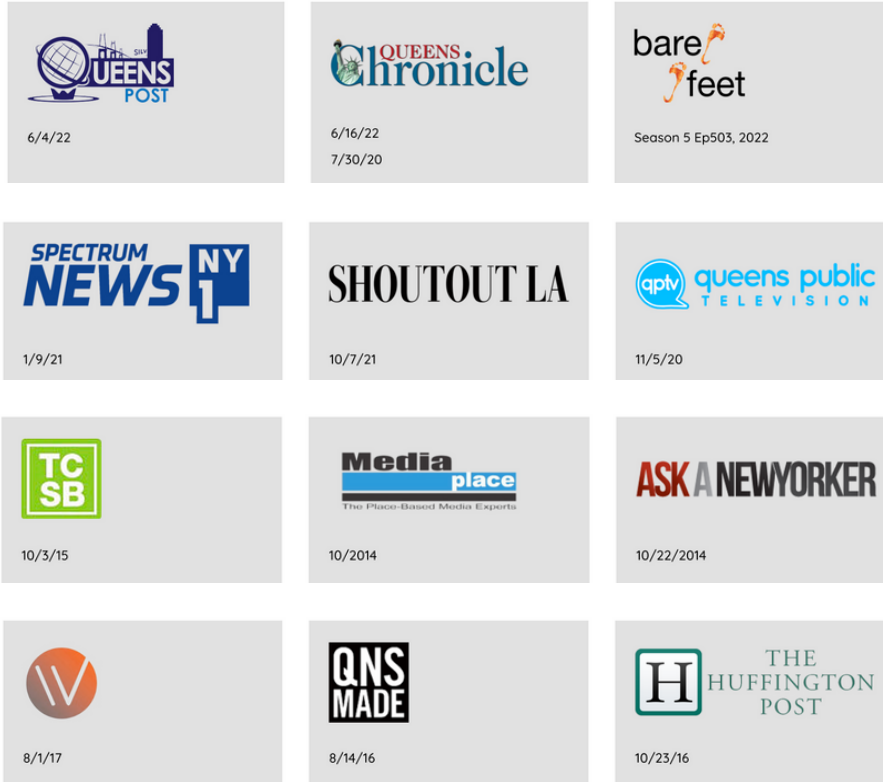 SILV
QUEENS
POST
6/4/22
QUEENS
Chronicle
6/16/22
7/30/20
bare
feet
Season 5 Ep503, 2022
SPECTRUM
NEWS NY
1
1/9/21
SHOUTOUT LA
10/7/21
qptv queens public
TELEVISION
11/5/20
TC
SB
10/3/15
Media
place
The Place-Based Media Experts
10/2014
ASK A NEWYORKER
10/22/2014
W
8/1/17
QNS
MADE
8/14/16
H THE
HUFFINGTON
POST
10/23/16